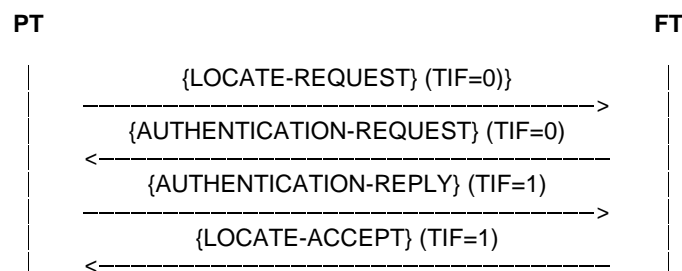 PT FT
{LOCATE-REQUEST} (TIF=0)}
{AUTHENTICATION-REQUEST} (TIF=0)
{AUTHENTICATION-REPLY} (TIF=1)
{LOCATE-ACCEPT} (TIF=1)